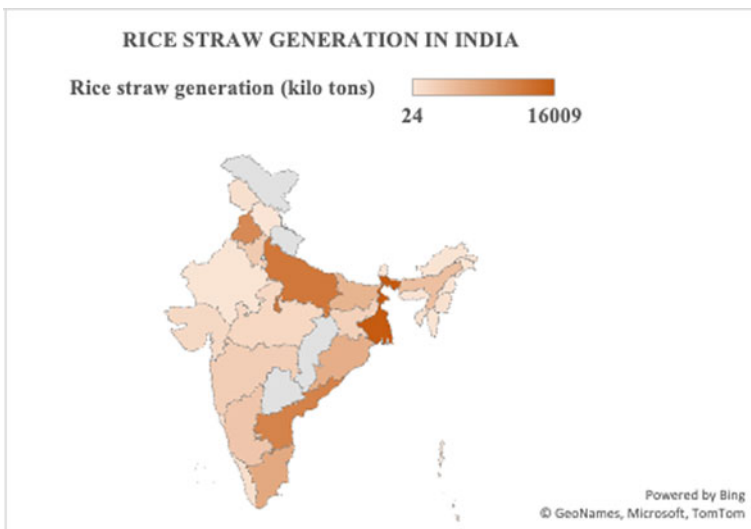 RICE STRAW GENERATION IN INDIA
Rice straw generation (kilo tons)
24 16009
Powered by Bing
© GeoNames, Microsoft, TomTom